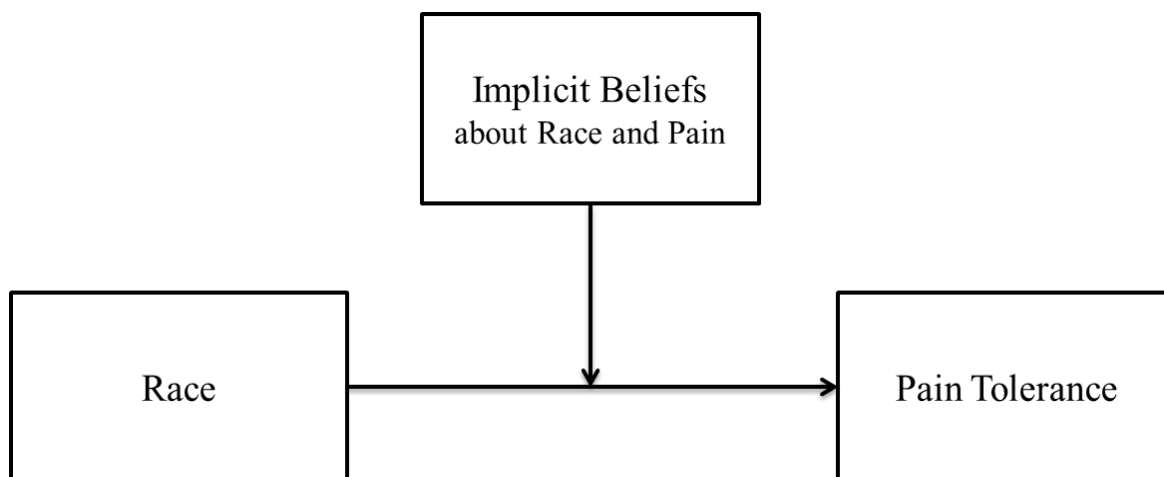 Implicit Beliefs
about Race and Pain
Race
Pain Tolerance